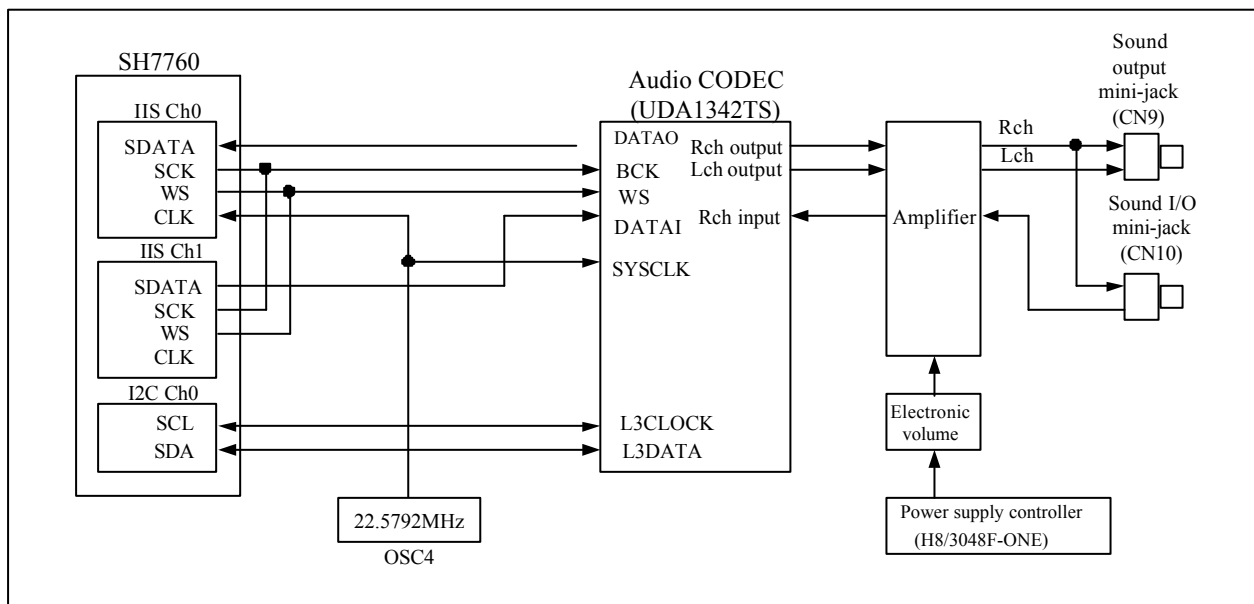 SH7760
IIS Ch0
SDATA
SCK
WS
CLK
IIS Ch1
SDATA
SCK
WS
CLK
I2C Ch0
SCL
SDA
22.5792MHz
OSC4
Audio CODEC
(UDA1342TS)
DATAO
BCK
WS
DATAI
SYSCLK
L3CLOCK
L3DATA
Rch output
Lch output
Rch input
Amplifier
Electronic
volume
Power supply controller
(H8/3048F-ONE)
Rch
Lch
Sound
output
mini-jack
(CN9)
Sound I/O
mini-jack
(CN10)